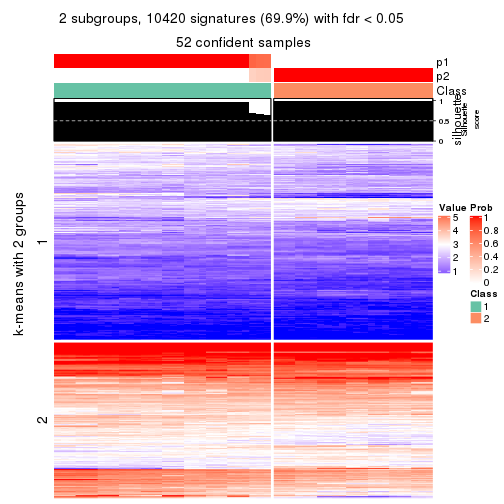 2 subgroups, 10420 signatures (69.9%) with fdr < 0.05
52 confident samples
p1
p2
Class
1
0.5
0
silhouette
Silhouette
score
k-means with 2 groups
1
2
Value
5
4
3
2
1
Prob
1
0.8
0.6
0.4
0.2
0
Class
1
2